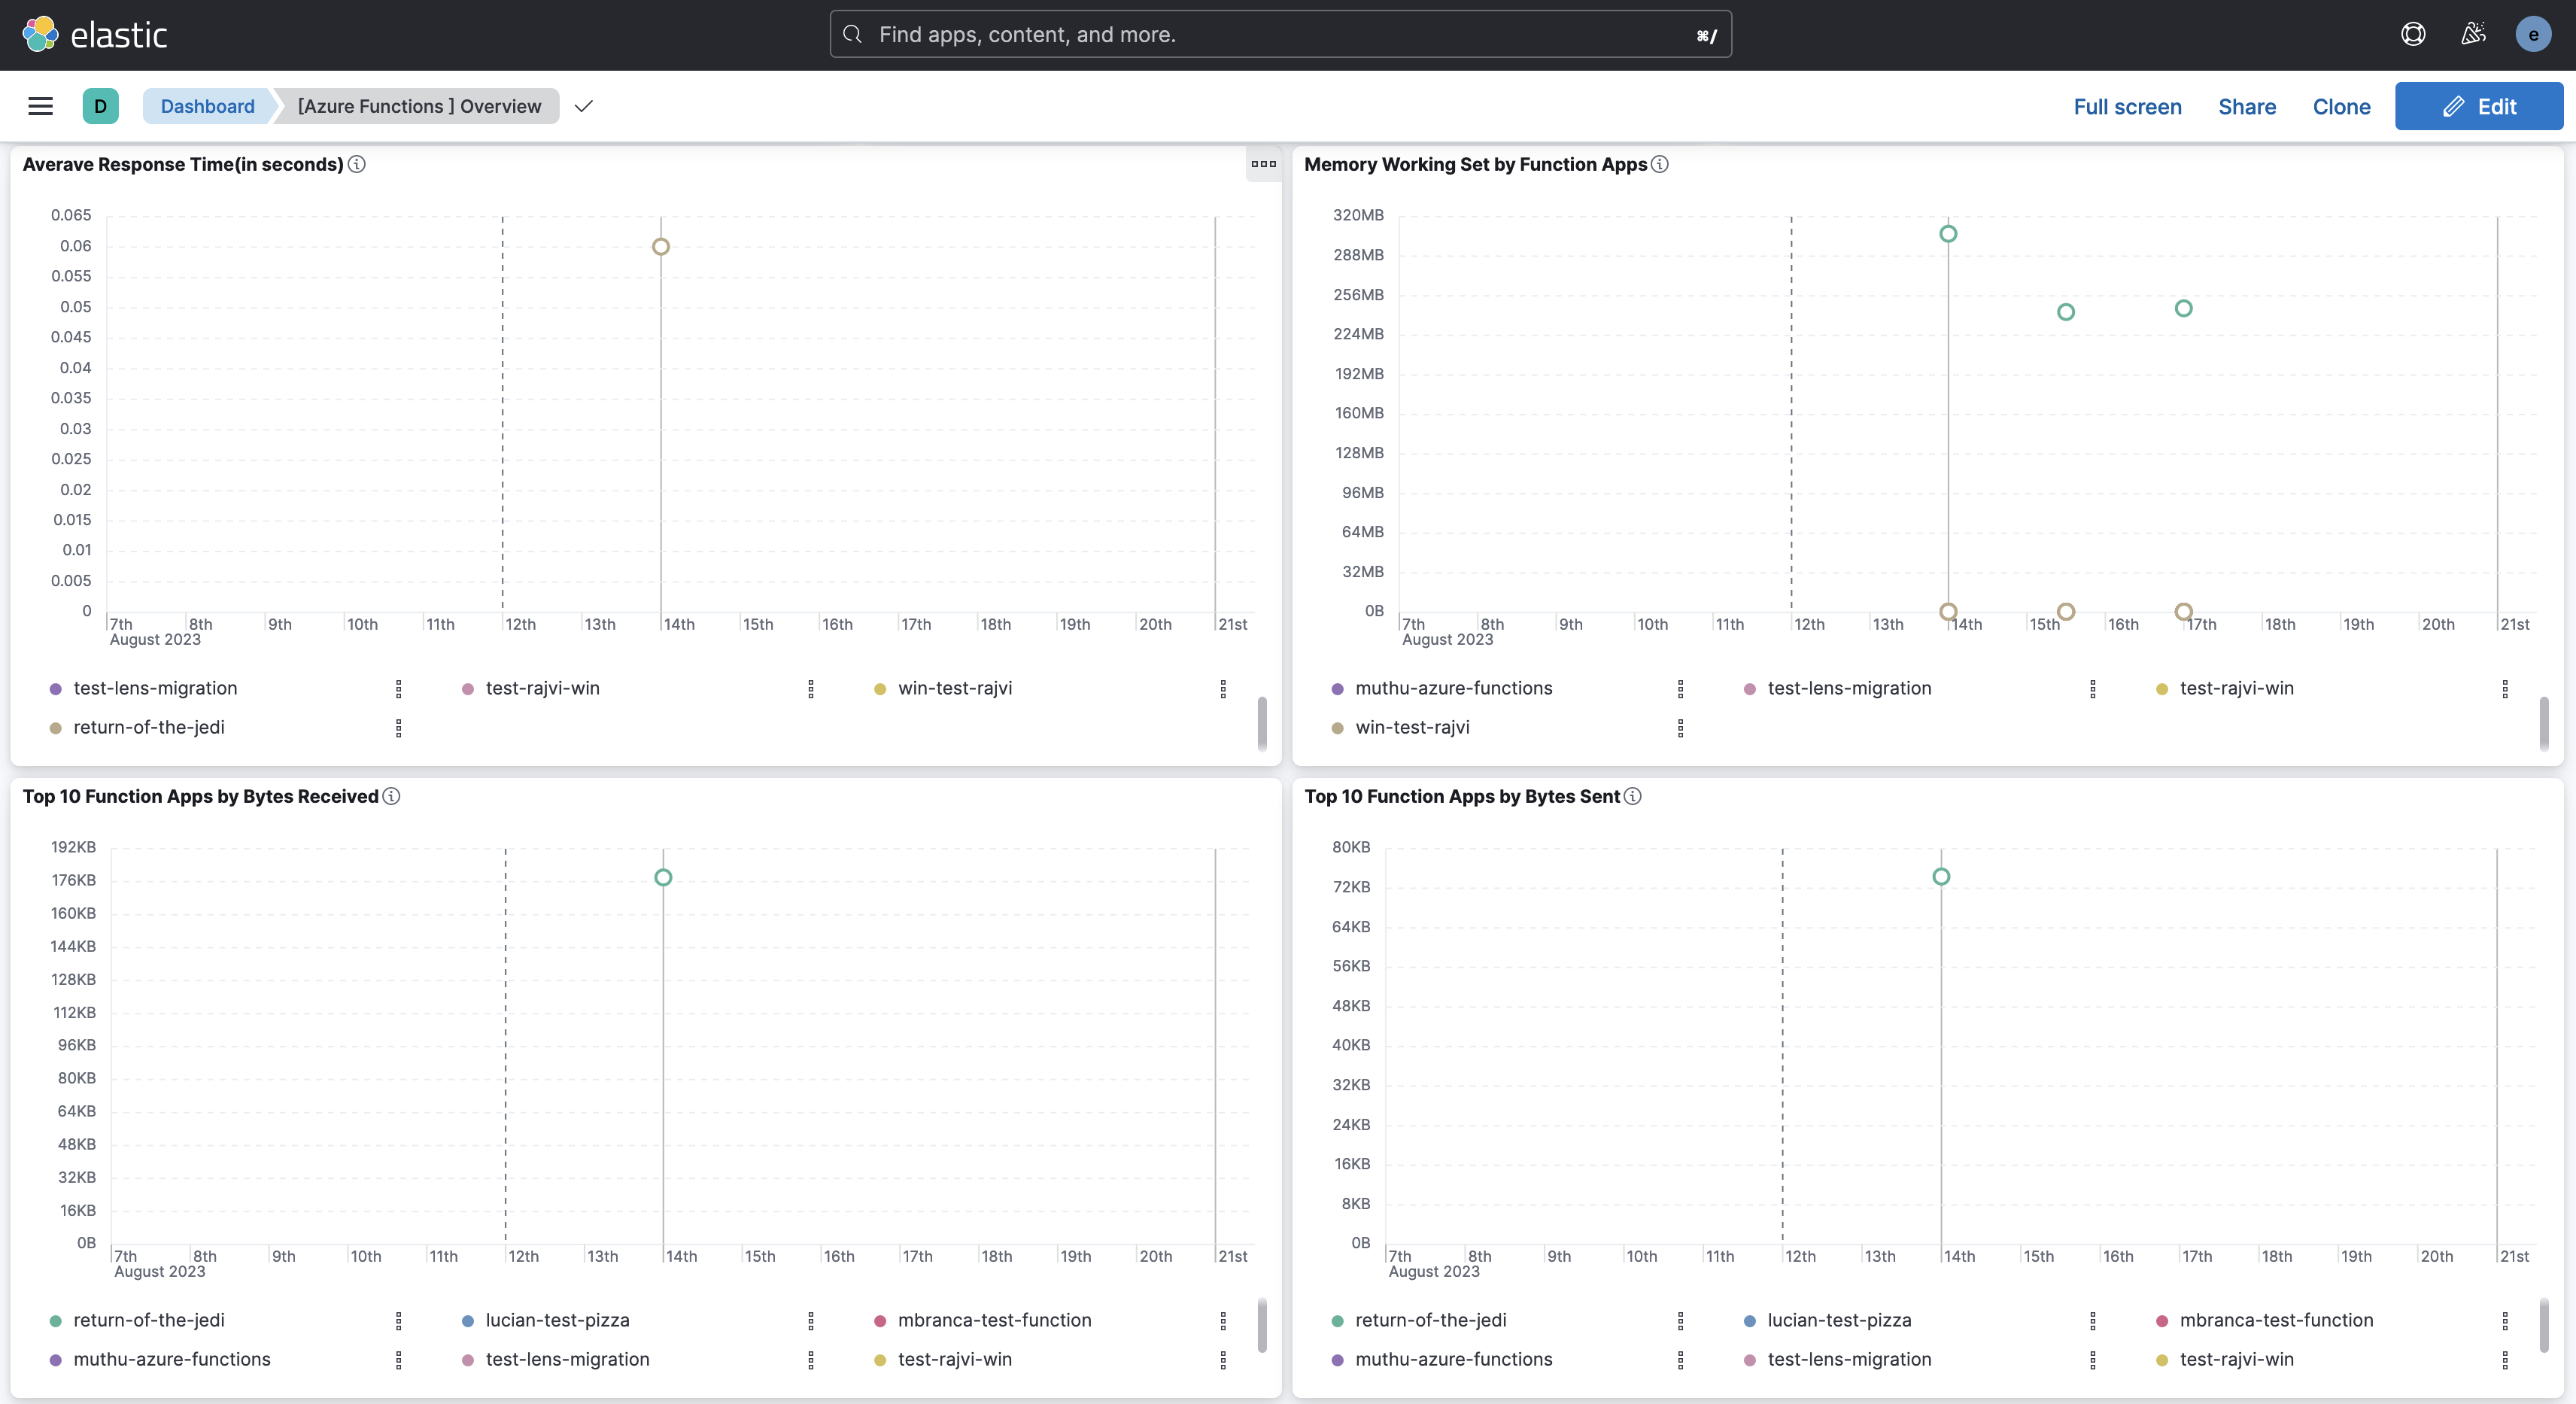 elastic
Find apps, content, and more.
⌘/
e
D
Dashboard
[Azure Functions ] Overview
Full screen
Share
Clone
Edit
Averave Response Time(in seconds)
0.065
0.06
0.055
0.05
0.045
0.04
0.035
0.03
0.025
0.02
0.015
0.01
0.005
0
7th 8th 9th 10th 11th 12th 13th 14th 15th 16th 17th 18th 19th 20th 21st
August 2023
test-lens-migration
test-rajvi-win
win-test-rajvi
return-of-the-jedi
Memory Working Set by Function Apps
320MB
288MB
256MB
224MB
192MB
160MB
128MB
96MB
64MB
32MB
0B
7th 8th 9th 10th 11th 12th 13th 14th 15th 16th 17th 18th 19th 20th 21st
August 2023
muthu-azure-functions
test-lens-migration
test-rajvi-win
win-test-rajvi
Top 10 Function Apps by Bytes Received
192KB
176KB
160KB
144KB
128KB
112KB
96KB
80KB
64KB
48KB
32KB
16KB
0B
7th 8th 9th 10th 11th 12th 13th 14th 15th 16th 17th 18th 19th 20th 21st
August 2023
return-of-the-jedi
lucian-test-pizza
mbranca-test-function
muthu-azure-functions
test-lens-migration
test-rajvi-win
Top 10 Function Apps by Bytes Sent
80KB
72KB
64KB
56KB
48KB
40KB
32KB
24KB
16KB
8KB
0B
7th 8th 9th 10th 11th 12th 13th 14th 15th 16th 17th 18th 19th 20th 21st
August 2023
return-of-the-jedi
lucian-test-pizza
mbranca-test-function
muthu-azure-functions
test-lens-migration
test-rajvi-win